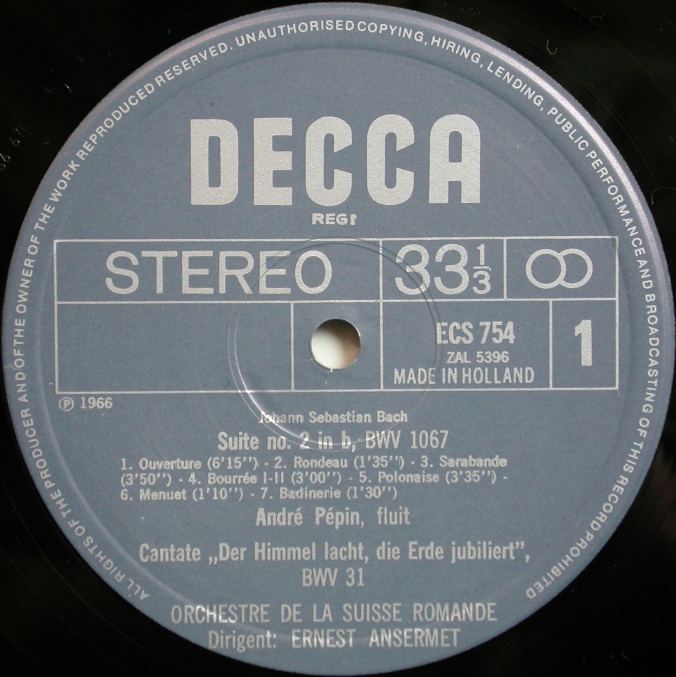 ALL RIGHTS OF THE PRODUCER AND OF THE OWNER OF THE WORK REPRODUCED RESERVED. UNAUTHORISED COPYING, HIRING, LENDING, PUBLIC PERFORMANCE AND BROADCASTING OF THIS RECORD PROHIBITED
DECCA
REGD
STEREO 33⅓
ECS 754
ZAL 5396
MADE IN HOLLAND
1
℗ 1966
Johann Sebastian Bach
Suite no. 2 in b, BWV 1067
1. Ouverture (6'15") - 2. Rondeau (1'35") - 3. Sarabande
(3'50") - 4. Bourrée I-II (3'00") - 5. Polonaise (3'35") -
6. Menuet (1'10") - 7. Badinerie (1'30")
André Pépin, fluit
Cantate „Der Himmel lacht, die Erde jubiliert”,
BWV 31
ORCHESTRE DE LA SUISSE ROMANDE
Dirigent: ERNEST ANSERMET